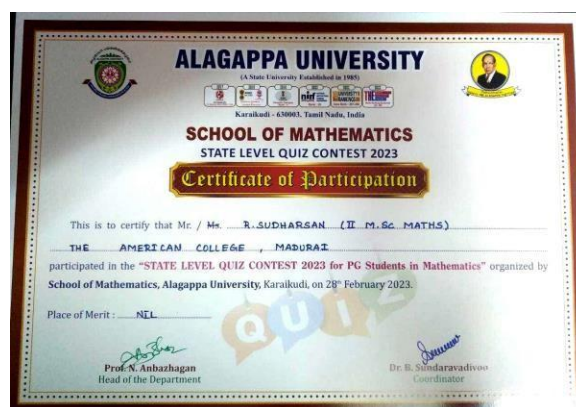 ALAGAPPA UNIVERSITY
(A State University Established in 1985)
Karaikudi - 630003, Tamil Nadu, India
SCHOOL OF MATHEMATICS
STATE LEVEL QUIZ CONTEST 2023
Certificate of Participation
This is to certify that Mr. / Ms. R.SUDHARSAN (II M.Sc MATHS)
THE AMERICAN COLLEGE , MADURAI
participated in the "STATE LEVEL QUIZ CONTEST 2023 for PG Students in Mathematics" organized by
School of Mathematics, Alagappa University, Karaikudi, on 28th February 2023.
Place of Merit : NIL
QUIZ
Prof. N. Anbazhagan
Head of the Department
Dr. B. Sundaravadivoo
Coordinator